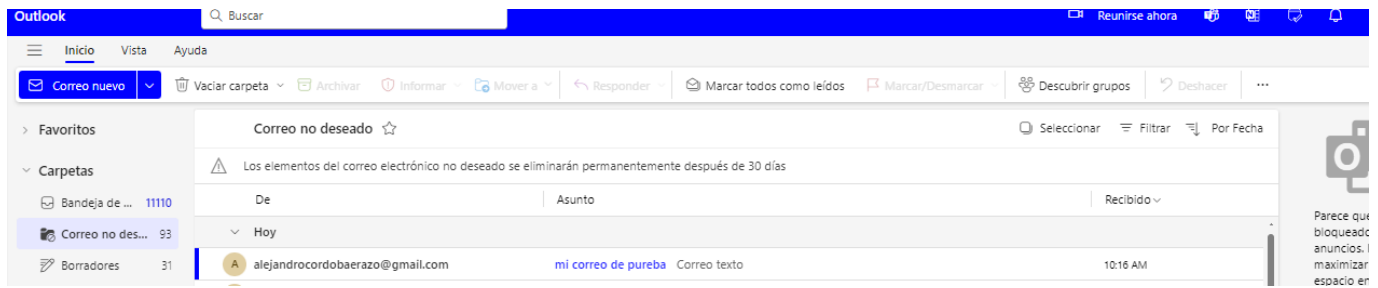 Outlook
Buscar
Reunirse ahora
Inicio Vista Ayuda
Correo nuevo Vaciar carpeta Archivar Informar Mover a Responder Marcar todos como leídos Marcar/Desmarcar Descubrir grupos Deshacer ...
Favoritos
Correo no deseado
Seleccionar Filtrar Por Fecha
Los elementos del correo electrónico no deseado se eliminarán permanentemente después de 30 días
Carpetas
De Asunto Recibido
Bandeja de ... 11110
Hoy
Correo no des... 93
A alejandrocordobaerazo@gmail.com mi correo de pureba Correo texto 10:16 AM
Borradores 31
Parece que
bloqueado
anuncios.
maximizar
espacio en